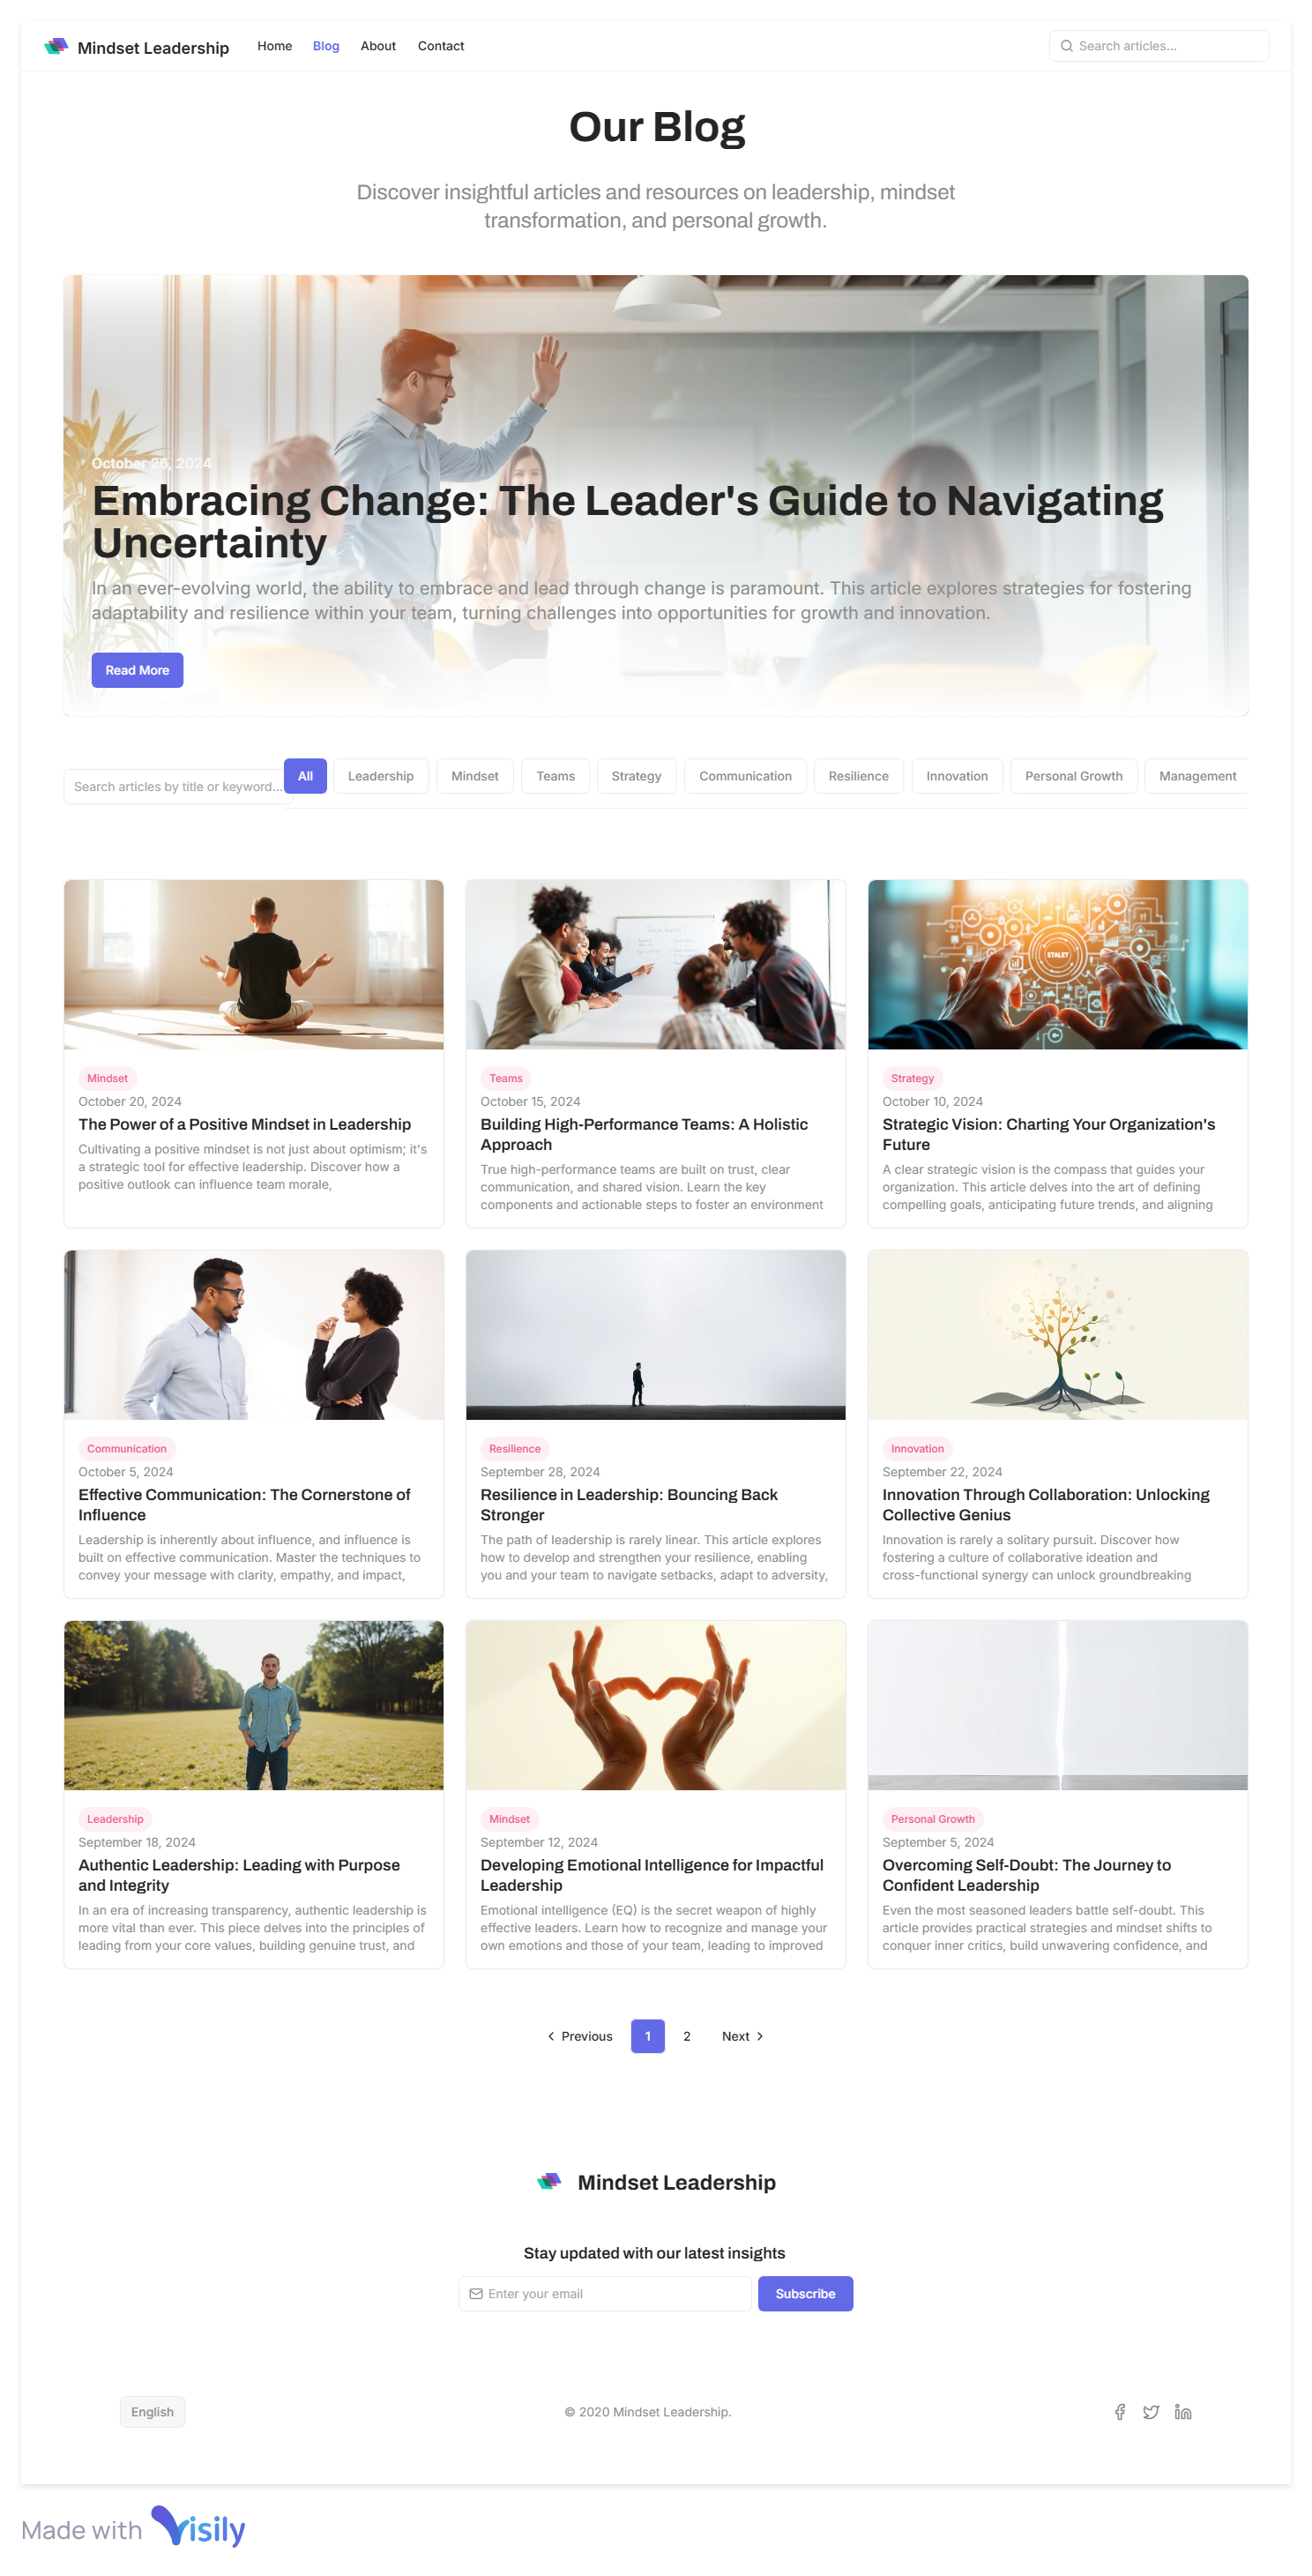 Mindset Leadership
Home
Blog
About
Contact
Search articles...
Our Blog
Discover insightful articles and resources on leadership, mindset
transformation, and personal growth.
October 26, 2024
Embracing Change: The Leader's Guide to Navigating
Uncertainty
In an ever-evolving world, the ability to embrace and lead through change is paramount. This article explores strategies for fostering
adaptability and resilience within your team, turning challenges into opportunities for growth and innovation.
Read More
Search articles by title or keyword...
All
Leadership
Mindset
Teams
Strategy
Communication
Resilience
Innovation
Personal Growth
Management
STALET
Mindset
October 20, 2024
The Power of a Positive Mindset in Leadership
Cultivating a positive mindset is not just about optimism; it's
a strategic tool for effective leadership. Discover how a
positive outlook can influence team morale,
Teams
October 15, 2024
Building High-Performance Teams: A Holistic
Approach
True high-performance teams are built on trust, clear
communication, and shared vision. Learn the key
components and actionable steps to foster an environment
Strategy
October 10, 2024
Strategic Vision: Charting Your Organization's
Future
A clear strategic vision is the compass that guides your
organization. This article delves into the art of defining
compelling goals, anticipating future trends, and aligning
Communication
October 5, 2024
Effective Communication: The Cornerstone of
Influence
Leadership is inherently about influence, and influence is
built on effective communication. Master the techniques to
convey your message with clarity, empathy, and impact,
Resilience
September 28, 2024
Resilience in Leadership: Bouncing Back
Stronger
The path of leadership is rarely linear. This article explores
how to develop and strengthen your resilience, enabling
you and your team to navigate setbacks, adapt to adversity,
Innovation
September 22, 2024
Innovation Through Collaboration: Unlocking
Collective Genius
Innovation is rarely a solitary pursuit. Discover how
fostering a culture of collaborative ideation and
cross-functional synergy can unlock groundbreaking
Leadership
September 18, 2024
Authentic Leadership: Leading with Purpose
and Integrity
In an era of increasing transparency, authentic leadership is
more vital than ever. This piece delves into the principles of
leading from your core values, building genuine trust, and
Mindset
September 12, 2024
Developing Emotional Intelligence for Impactful
Leadership
Emotional intelligence (EQ) is the secret weapon of highly
effective leaders. Learn how to recognize and manage your
own emotions and those of your team, leading to improved
Personal Growth
September 5, 2024
Overcoming Self-Doubt: The Journey to
Confident Leadership
Even the most seasoned leaders battle self-doubt. This
article provides practical strategies and mindset shifts to
conquer inner critics, build unwavering confidence, and
Previous
1
2
Next
Mindset Leadership
Stay updated with our latest insights
Enter your email
Subscribe
English
© 2020 Mindset Leadership.
Made with Visily